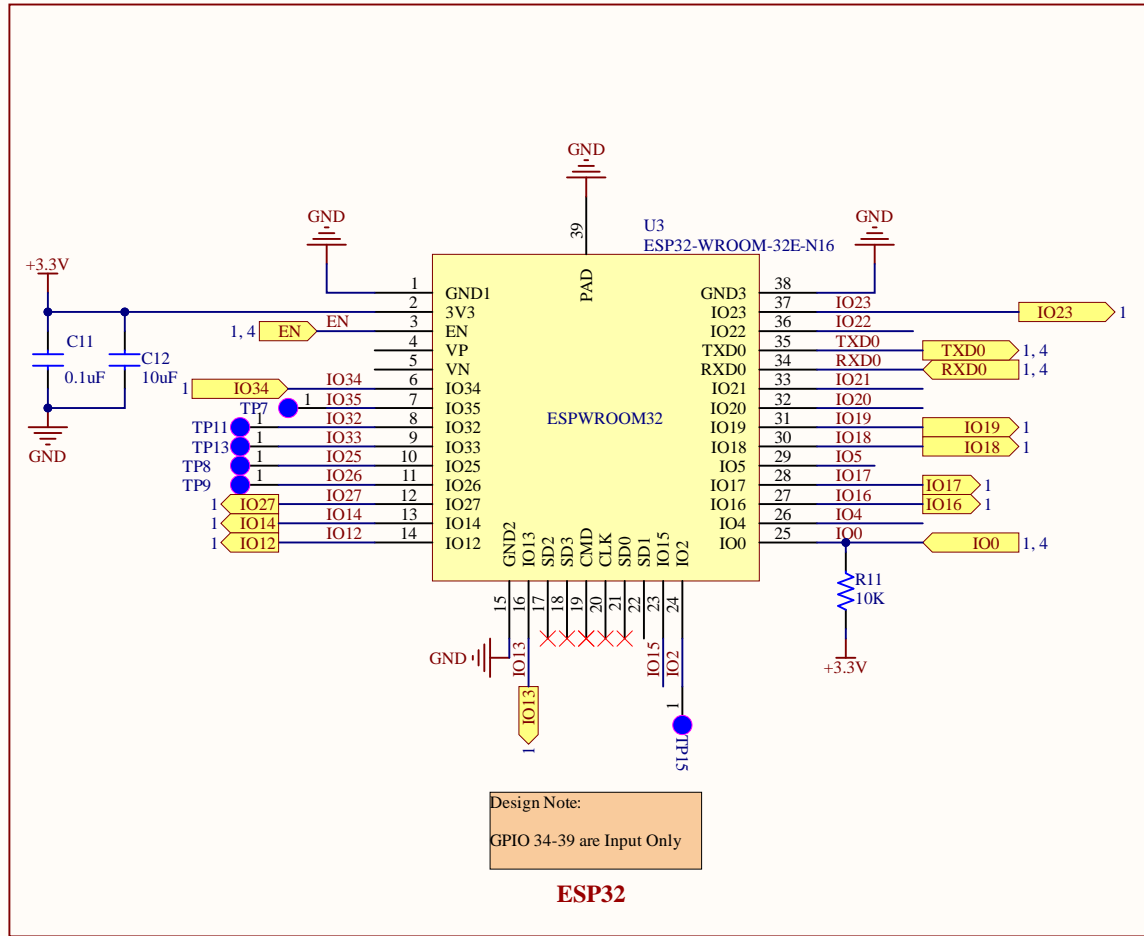 GND
39
PAD
U3
ESP32-WROOM-32E-N16
GND
GND
+3.3V
C11
0.1uF
C12
10uF
GND
1 GND1
2 3V3
1, 4 EN EN 3 EN
4 VP
5 VN
1 IO34 IO34 6 IO34
TP7 1 IO35 7 IO35
TP11 1 IO32 8 IO32
TP13 1 IO33 9 IO33
TP8 1 IO25 10 IO25
TP9 1 IO26 11 IO26
1 IO27 IO27 12 IO27
1 IO14 IO14 13 IO14
1 IO12 IO12 14 IO12
ESPWROOM32
GND3 38
IO23 37 IO23 IO23 1
IO22 36 IO22
TXD0 35 TXD0 TXD0 1, 4
RXD0 34 RXD0 RXD0 1, 4
IO21 33 IO21
IO20 32 IO20
IO19 31 IO19 IO19 1
IO18 30 IO18 IO18 1
IO5 29 IO5
IO17 28 IO17 IO17 1
IO16 27 IO16 IO16 1
IO4 26 IO4
IO0 25 IO0 IO0 1, 4
R11
10K
+3.3V
GND2 IO13 SD2 SD3 CMD CLK SD0 SD1 IO15 IO2
15 16 17 18 19 20 21 22 23 24
GND
IO13
IO13
1
IO15
IO2
1
TP15
Design Note:
GPIO 34-39 are Input Only
ESP32